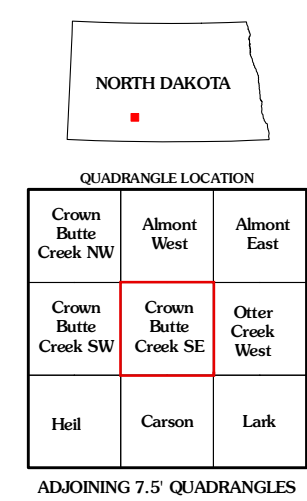 NORTH DAKOTA
QUADRANGLE LOCATION
Crown
Butte
Creek NW
Almont
West
Almont
East
Crown
Butte
Creek SW
Crown
Butte
Creek SE
Otter
Creek
West
Heil
Carson
Lark
ADJOINING 7.5' QUADRANGLES